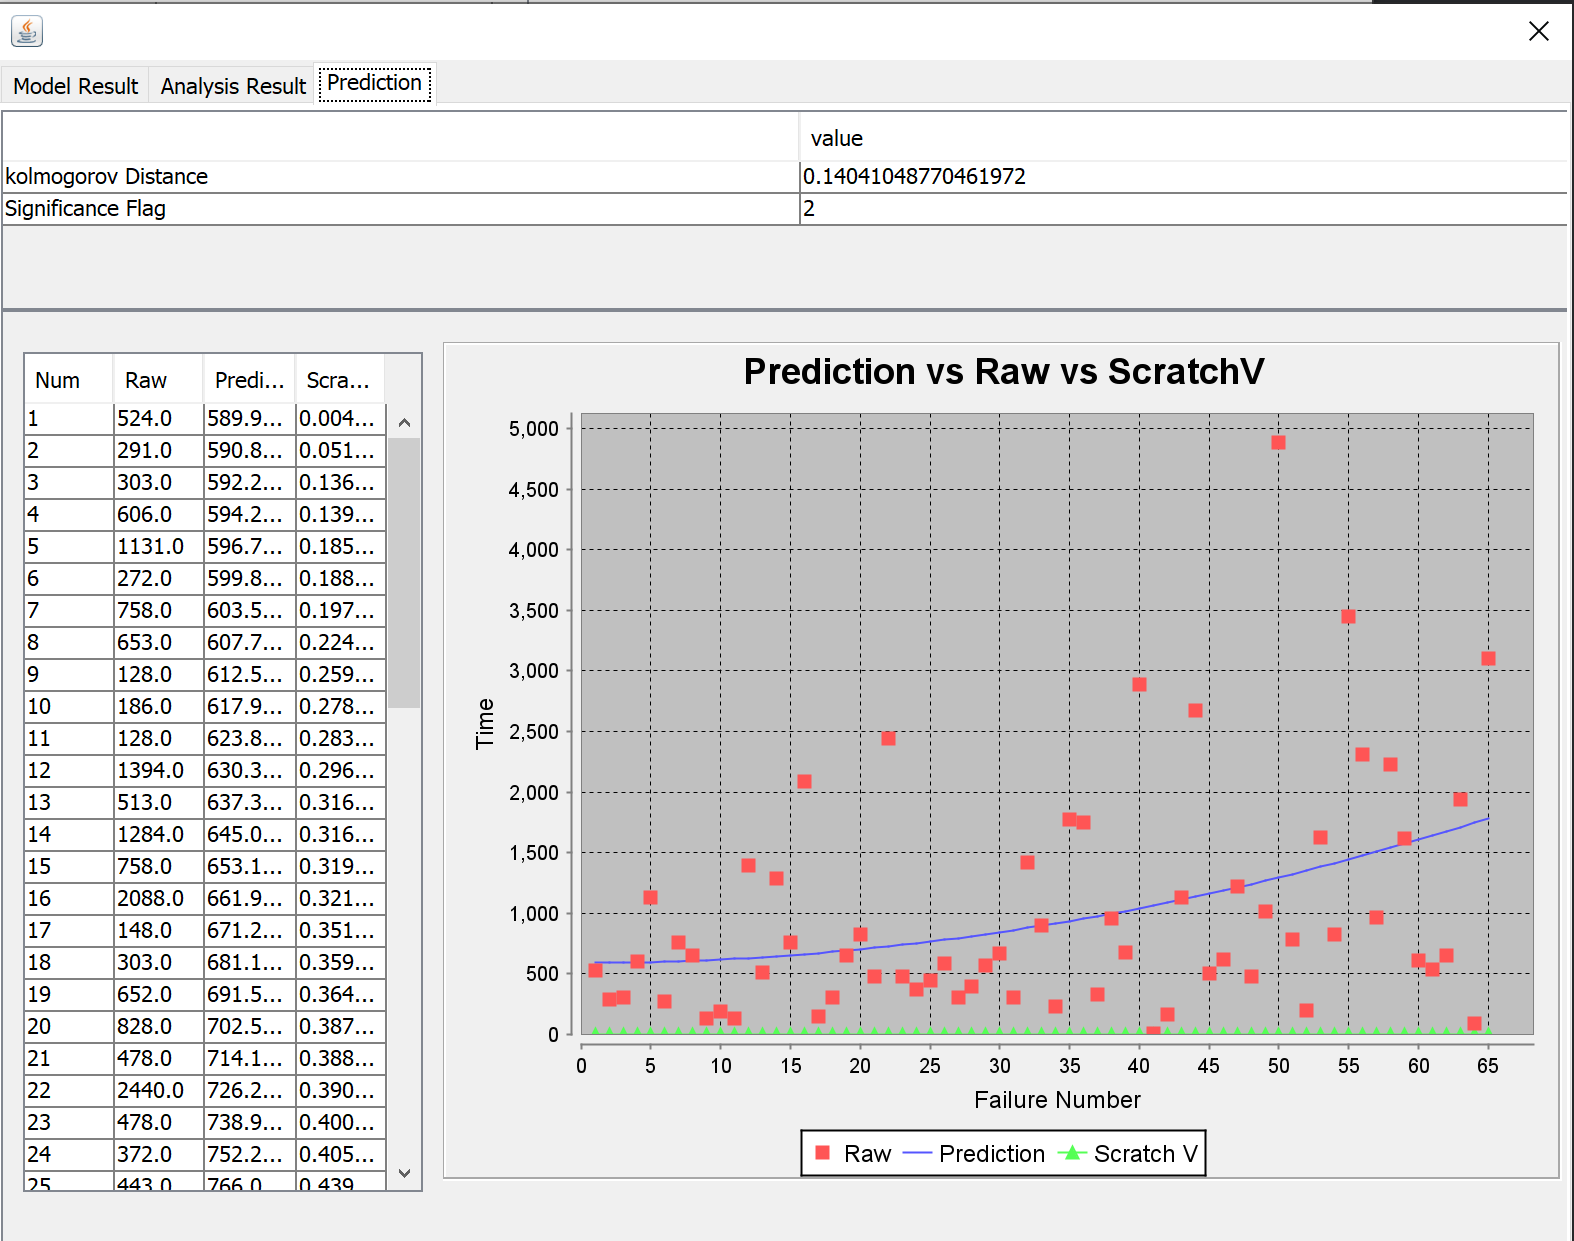 Model Result Analysis Result Prediction
value
kolmogorov Distance 0.14041048770461972
Significance Flag 2
Num Raw Predi... Scra...
1 524.0 589.9... 0.004...
2 291.0 590.8... 0.051...
3 303.0 592.2... 0.136...
4 606.0 594.2... 0.139...
5 1131.0 596.7... 0.185...
6 272.0 599.8... 0.188...
7 758.0 603.5... 0.197...
8 653.0 607.7... 0.224...
9 128.0 612.5... 0.259...
10 186.0 617.9... 0.278...
11 128.0 623.8... 0.283...
12 1394.0 630.3... 0.296...
13 513.0 637.3... 0.316...
14 1284.0 645.0... 0.316...
15 758.0 653.1... 0.319...
16 2088.0 661.9... 0.321...
17 148.0 671.2... 0.351...
18 303.0 681.1... 0.359...
19 652.0 691.5... 0.364...
20 828.0 702.5... 0.387...
21 478.0 714.1... 0.388...
22 2440.0 726.2... 0.390...
23 478.0 738.9... 0.400...
24 372.0 752.2... 0.405...
25 443.0 766.0 0.439
Prediction vs Raw vs ScratchV
5,000
4,500
4,000
3,500
3,000
2,500
2,000
1,500
1,000
500
0
Time
0 5 10 15 20 25 30 35 40 45 50 55 60 65
Failure Number
Raw Prediction Scratch V